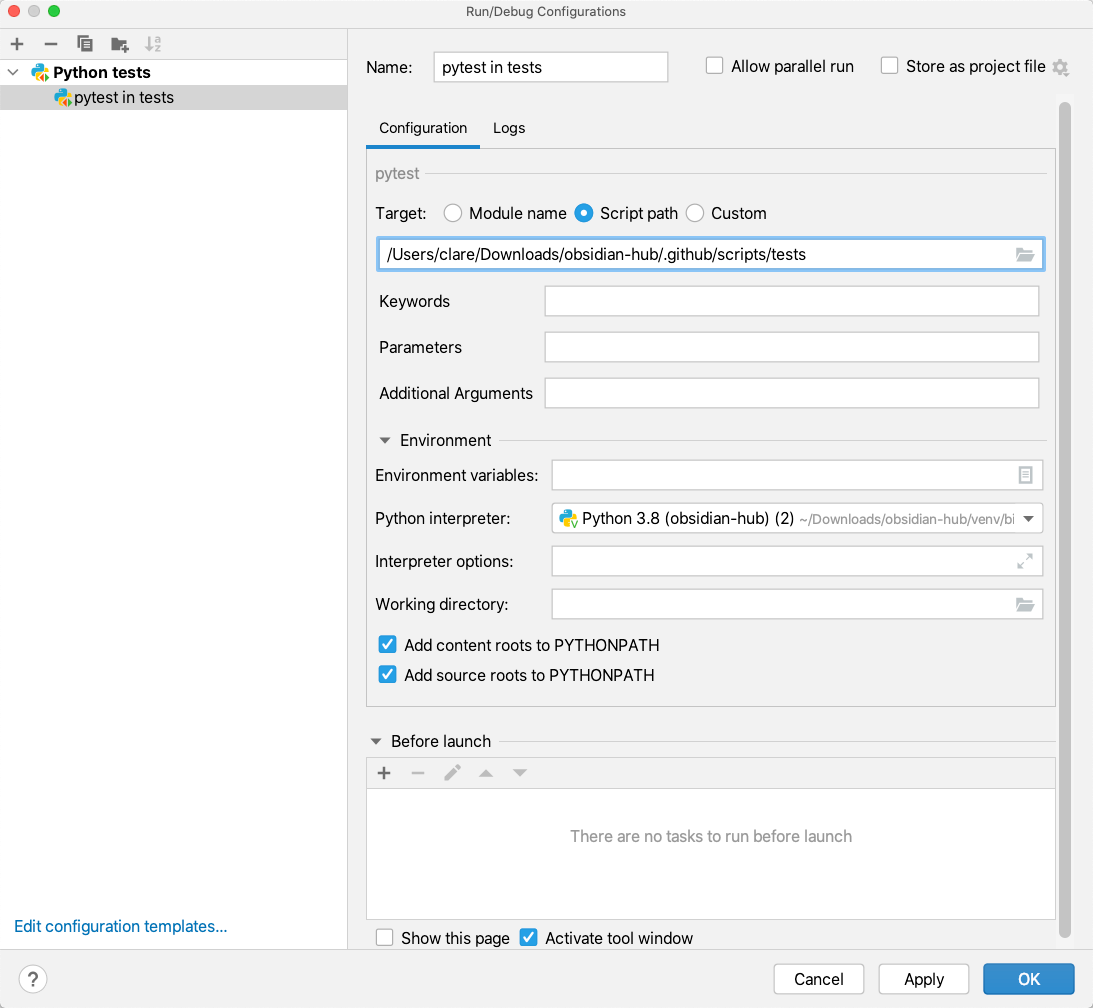 Run/Debug Configurations
Python tests
pytest in tests
Edit configuration templates...
Name: pytest in tests Allow parallel run Store as project file
Configuration Logs
pytest
Target: Module name Script path Custom
/Users/clare/Downloads/obsidian-hub/.github/scripts/tests
Keywords
Parameters
Additional Arguments
Environment
Environment variables:
Python interpreter: Python 3.8 (obsidian-hub) (2) ~/Downloads/obsidian-hub/venv/bi
Interpreter options:
Working directory:
Add content roots to PYTHONPATH
Add source roots to PYTHONPATH
Before launch
There are no tasks to run before launch
Show this page Activate tool window
? Cancel Apply OK